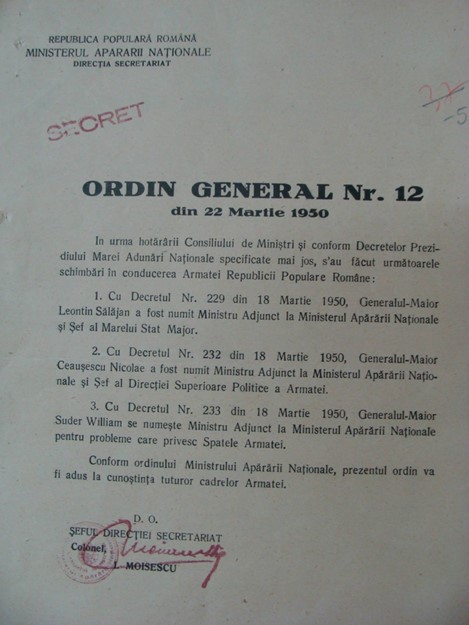 REPUBLICA POPULARĂ ROMÂNĂ
MINISTERUL APARARII NAȚIONALE
DIRECȚIA SECRETARIAT
SECRET
77
-5
ORDIN GENERAL Nr. 12
din 22 Martie 1950
In urma hotărârii Consiliului de Miniștri și conform Decretelor Prezi-
diului Marei Adunări Naționale specificate mai jos, s'au făcut următoarele
schimbări în conducerea Armatei Republicii Populare Române:
1. Cu Decretul Nr. 229 din 18 Martie 1950, Generalul-Maior
Leontin Sălăjan a fost numit Ministru Adjunct la Ministerul Apărării Naționale
și Șef al Marelui Stat Major.
2. Cu Decretul Nr. 232 din 18 Martie 1950, Generalul-Maior
Ceaușescu Nicolae a fost numit Ministru Adjunct la Ministerul Apărării Națio-
nale și Șef al Direcției Superioare Politice a Armatei.
3. Cu Decretul Nr. 233 din 18 Martie 1950, Generalul-Maior
Suder William se numește Ministru Adjunct la Ministerul Apărării Naționale
pentru probleme care privesc Spatele Armatei.
Conform ordinului Ministrului Apărării Naționale, prezentul ordin va
fi adus la cunoștința tuturor cadrelor Armatei.
D. O.
ȘEFUL DIRECȚIEI SECRETARIAT
Colonel,
I. MOISESCU